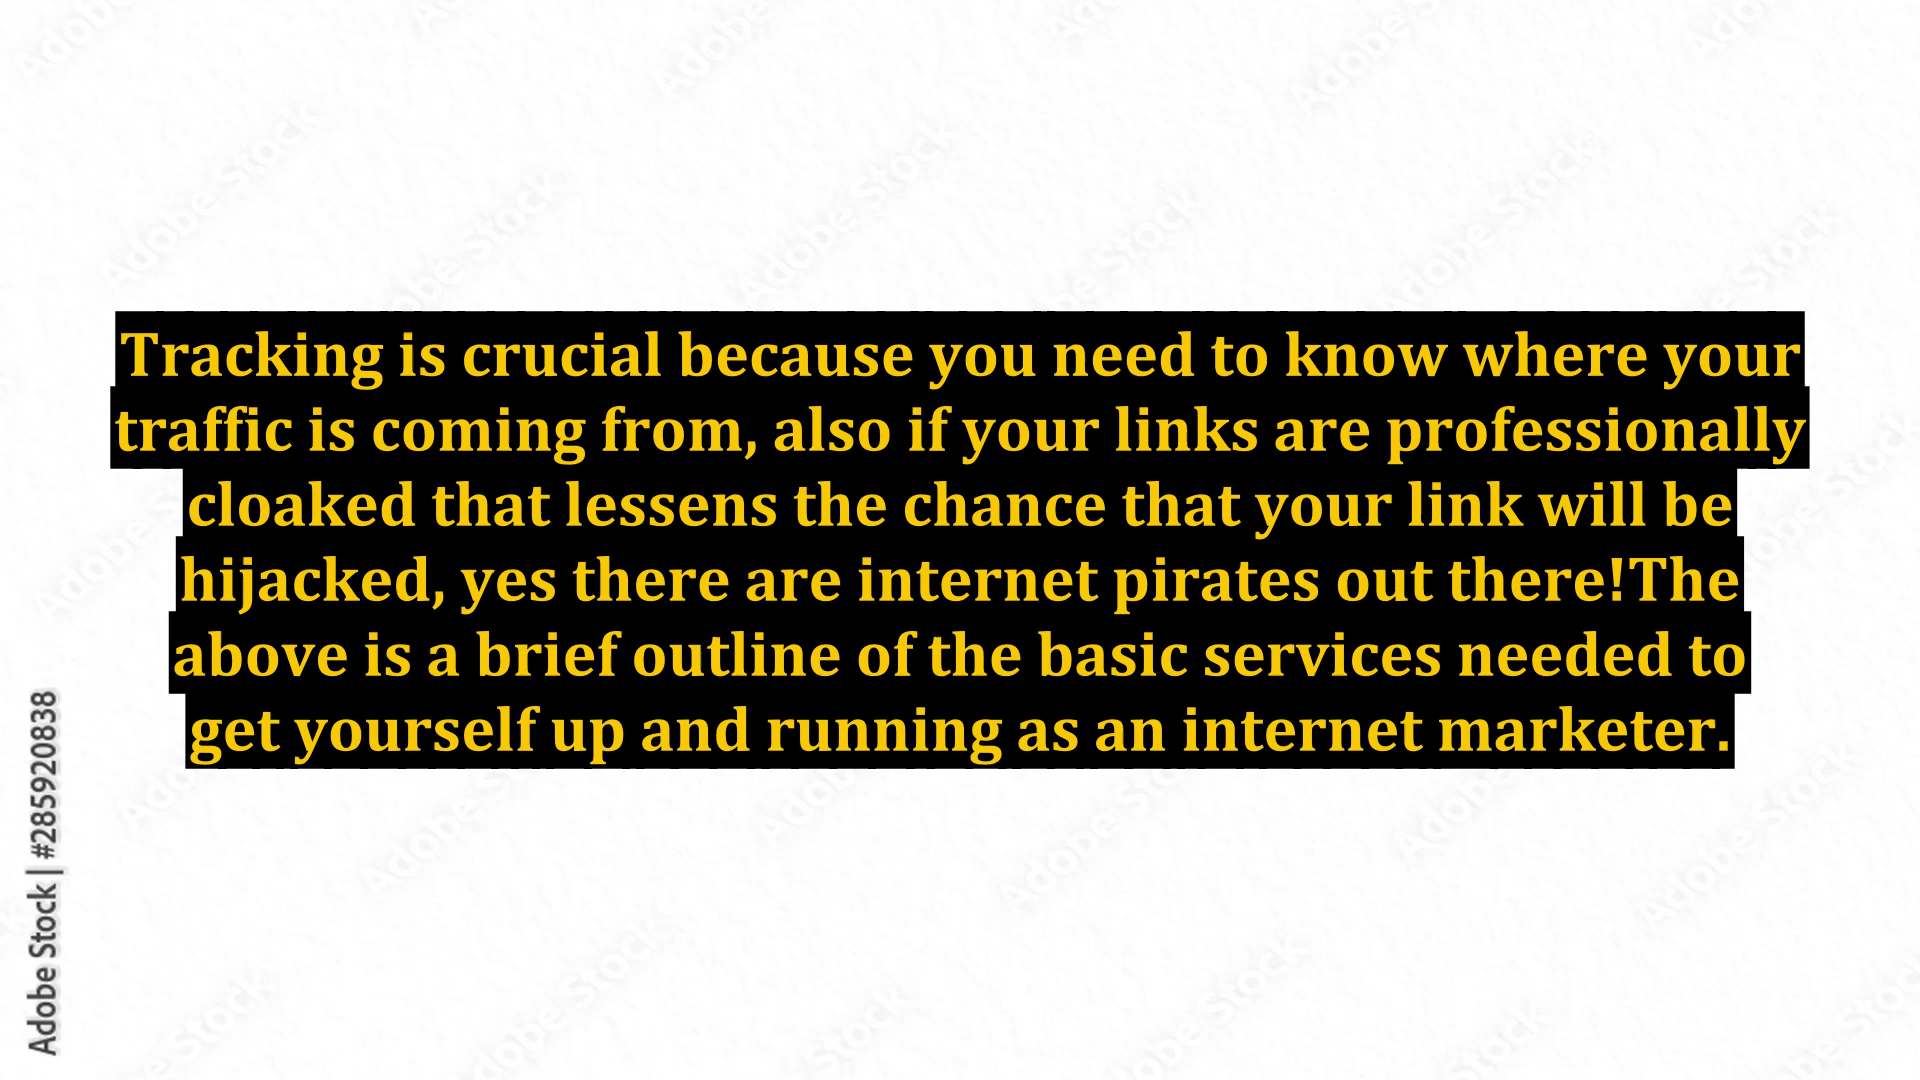 Tracking is crucial because you need to know where your
traffic is coming from, also if your links are professionally
cloaked that lessens the chance that your link will be
hijacked, yes there are internet pirates out there!The
above is a brief outline of the basic services needed to
get yourself up and running as an internet marketer.
Adobe Stock | #285920838